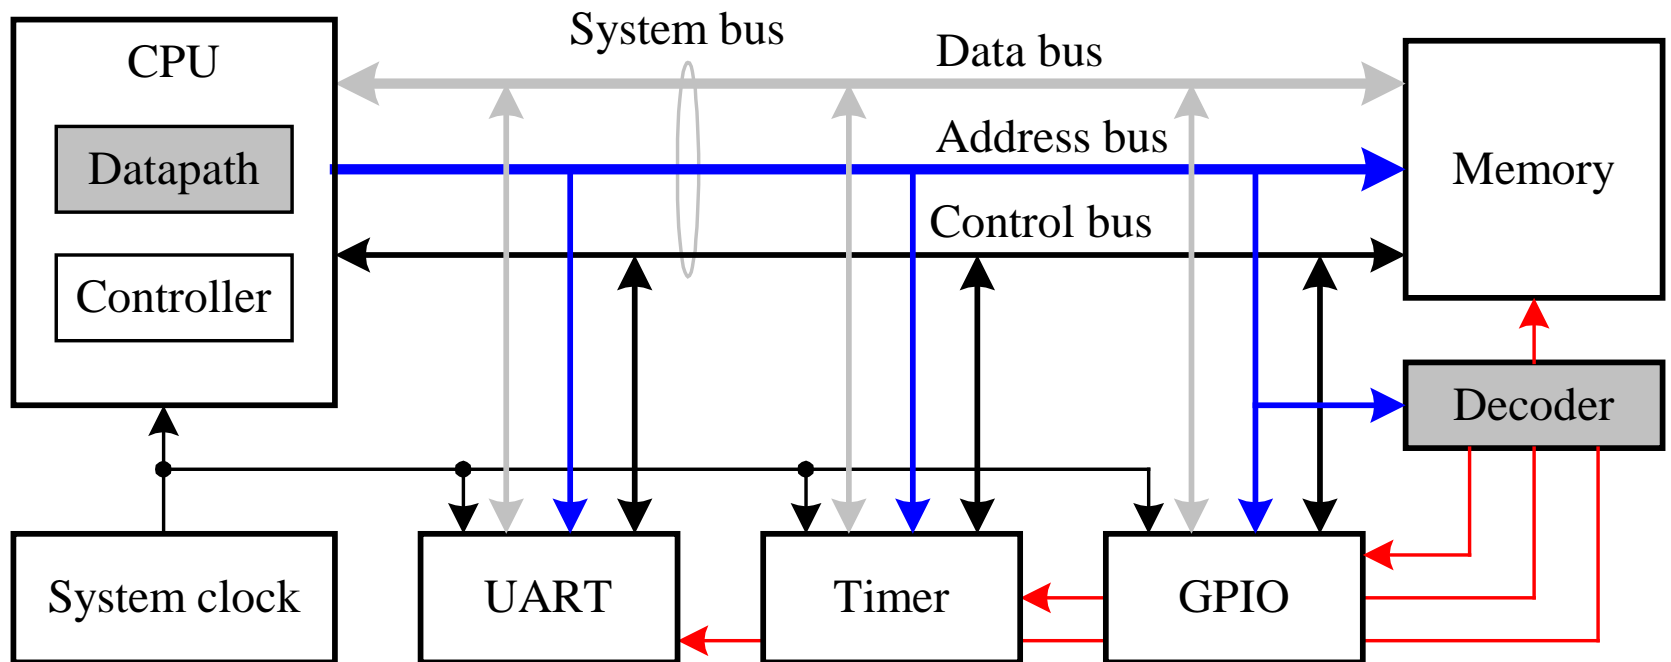 System bus
CPU
Data bus
Address bus
Datapath
Memory
Control bus
Controller
Decoder
System clock
UART
Timer
GPIO